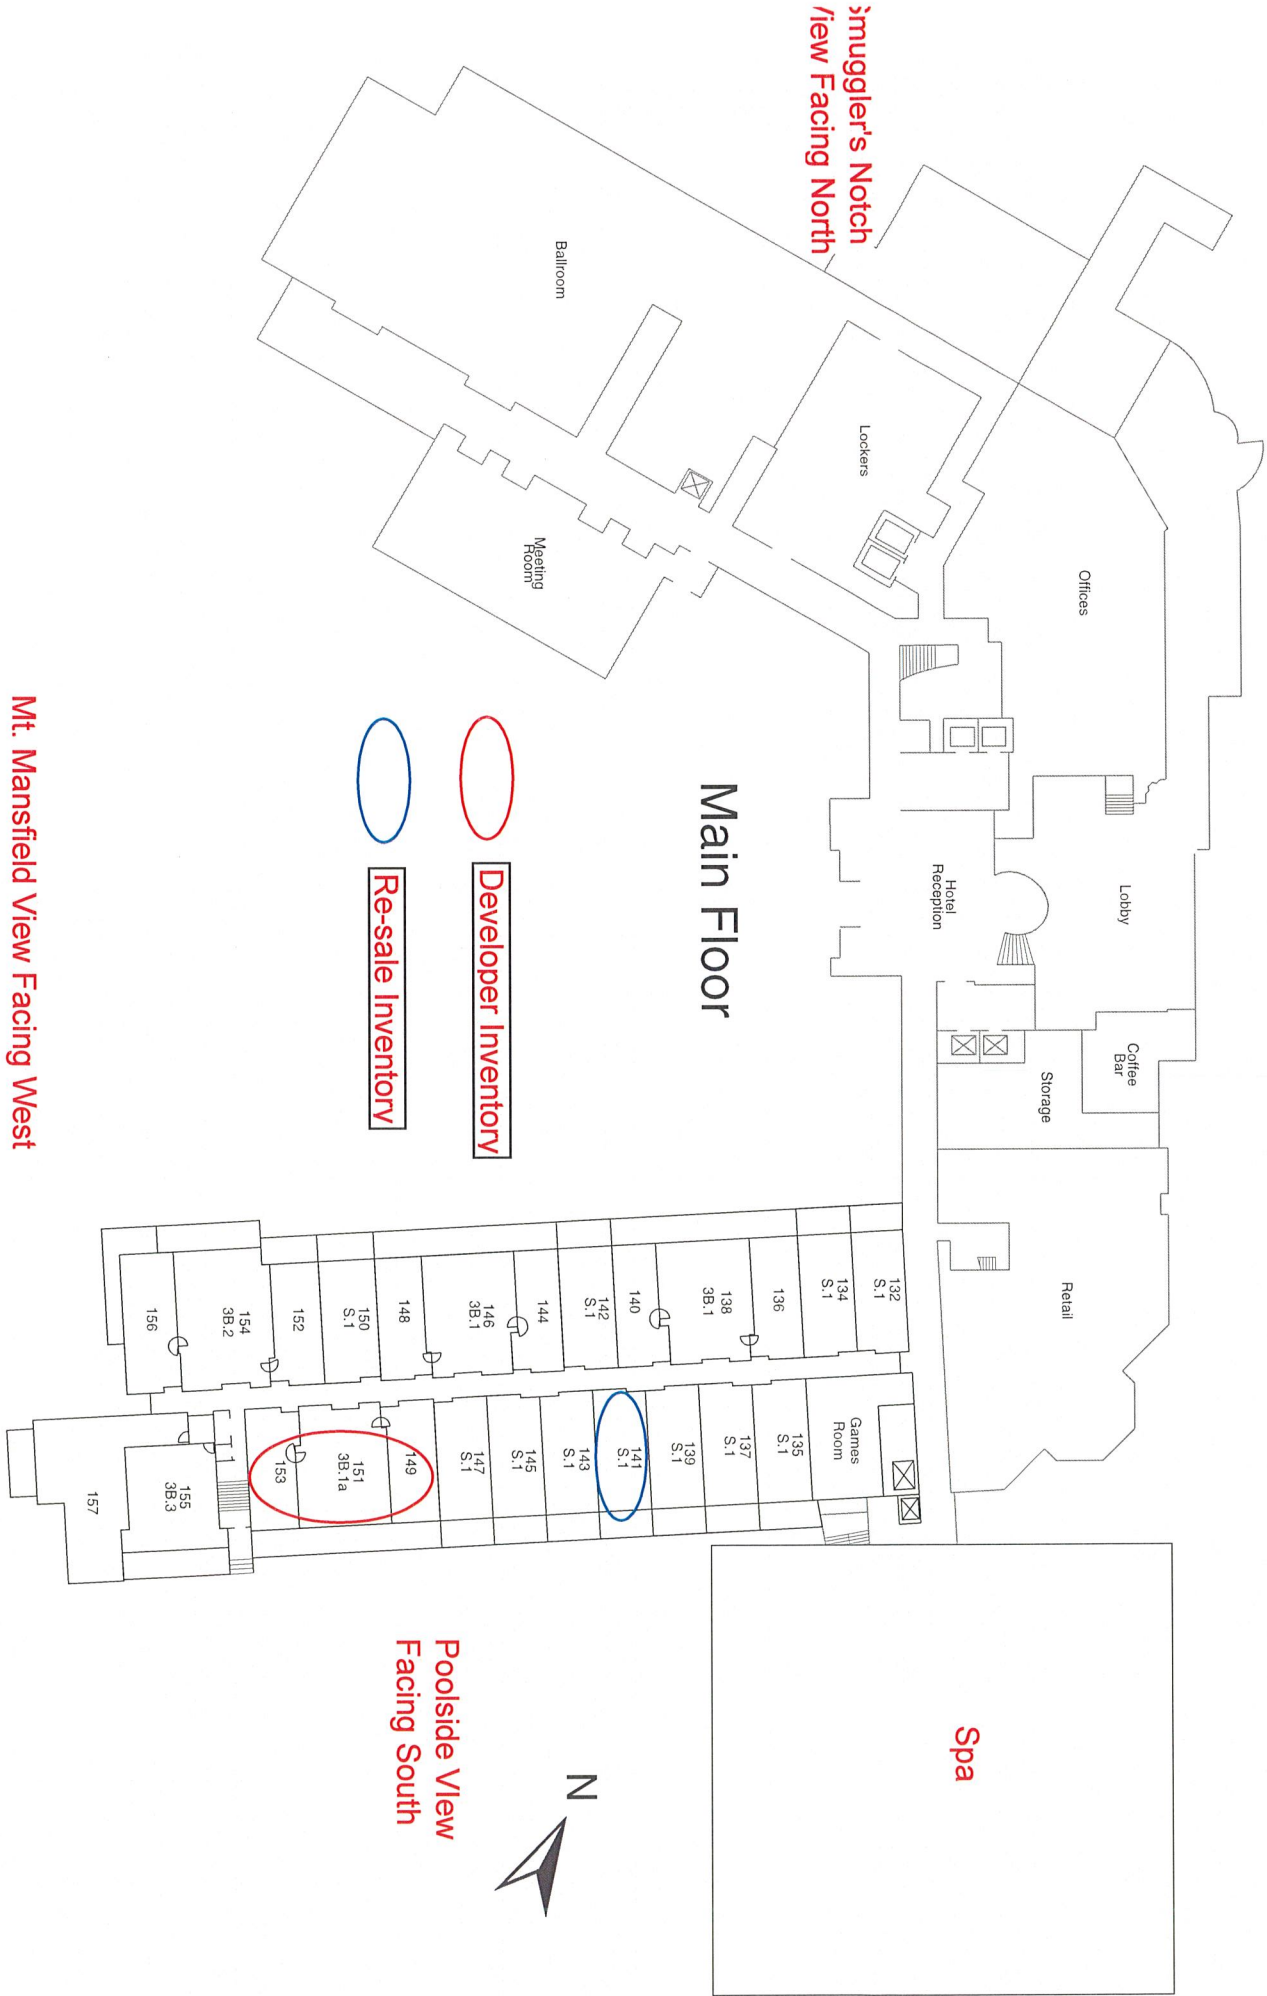 Smuggler's Notch
View Facing North
Ballroom
Lockers
Meeting
Room
Offices
Lobby
Hotel
Reception
Coffee
Bar
Storage
Retail
Spa
Main Floor
Developer Inventory
Re-sale Inventory
132
S.1
134
S.1
136
138
3B.1
140
142
S.1
144
146
3B.1
148
150
S.1
152
154
3B.2
156
Games
Room
135
S.1
137
S.1
139
S.1
141
S.1
143
S.1
145
S.1
147
S.1
149
151
3B.1a
153
155
3B.3
157
N
Poolside VIew
Facing South
Mt. Mansfield View Facing West